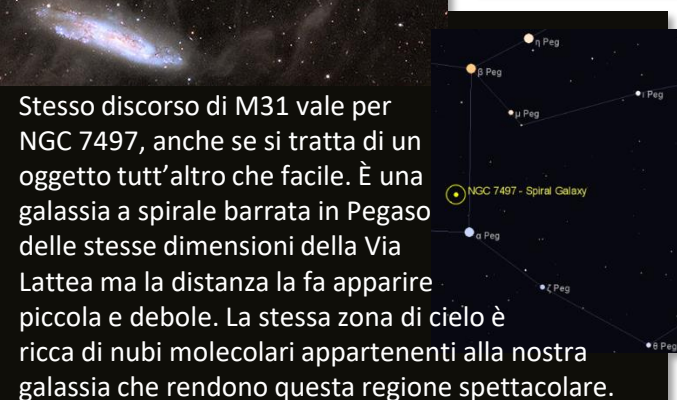 η Peg
β Peg
ι Peg
μ Peg
NGC 7497 - Spiral Galaxy
α Peg
ζ Peg
θ Peg
Stesso discorso di M31 vale per
NGC 7497, anche se si tratta di un
oggetto tutt’altro che facile. È una
galassia a spirale barrata in Pegaso
delle stesse dimensioni della Via
Lattea ma la distanza la fa apparire
piccola e debole. La stessa zona di cielo è
ricca di nubi molecolari appartenenti alla nostra
galassia che rendono questa regione spettacolare.